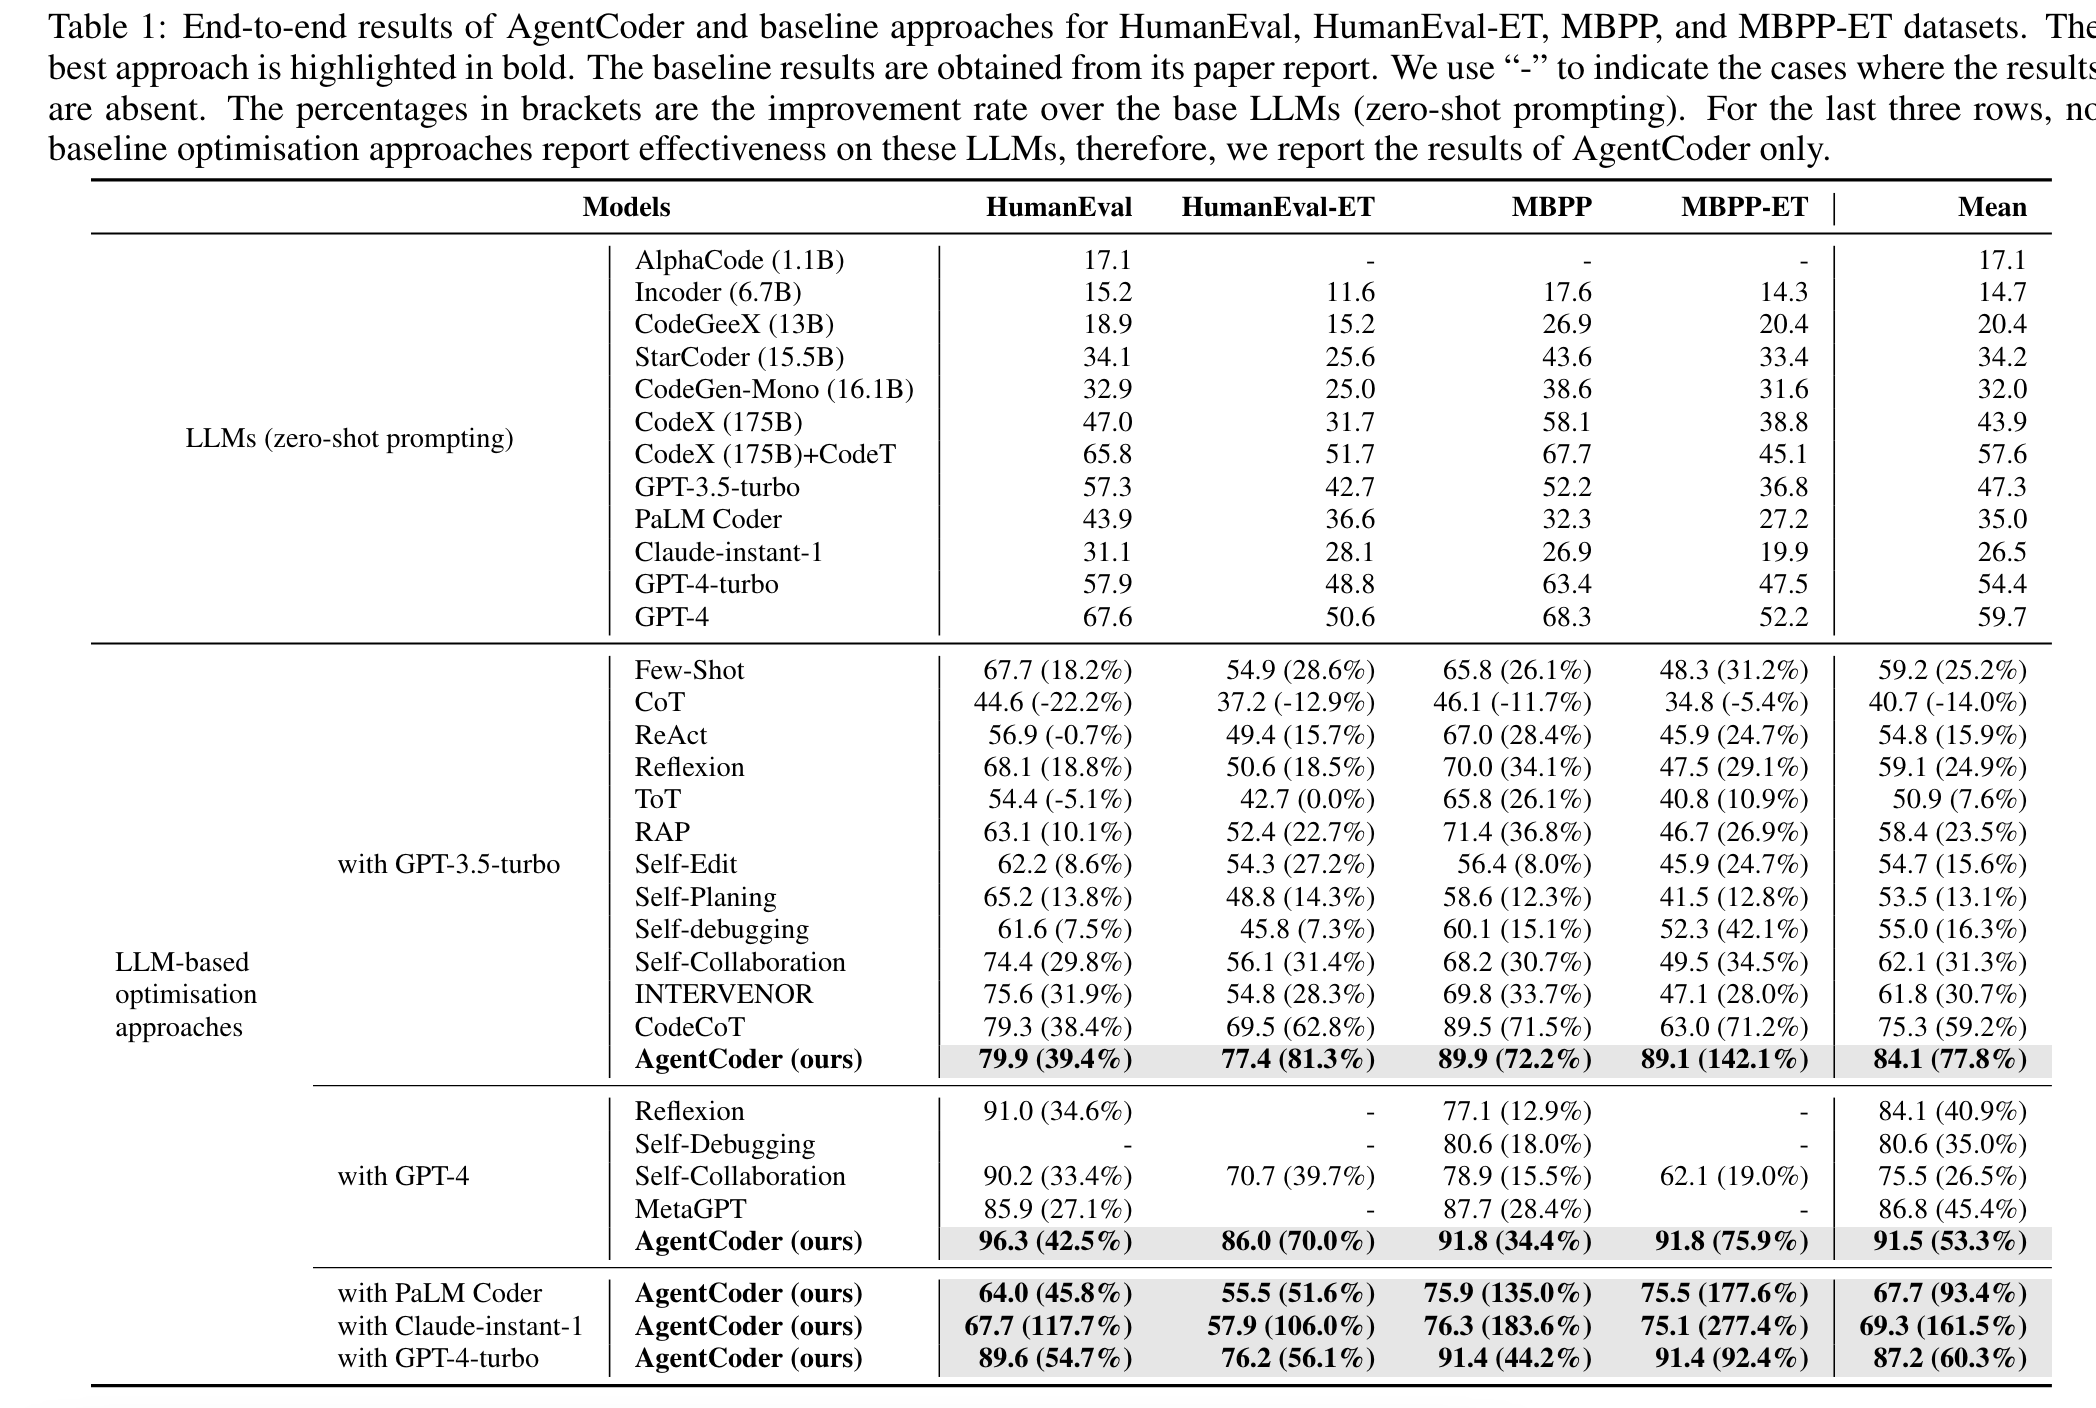 Table 1: End-to-end results of AgentCoder and baseline approaches for HumanEval, HumanEval-ET, MBPP, and MBPP-ET datasets. The
best approach is highlighted in bold. The baseline results are obtained from its paper report. We use “-” to indicate the cases where the results
are absent. The percentages in brackets are the improvement rate over the base LLMs (zero-shot prompting). For the last three rows, no
baseline optimisation approaches report effectiveness on these LLMs, therefore, we report the results of AgentCoder only.
Models HumanEval HumanEval-ET MBPP MBPP-ET Mean
LLMs (zero-shot prompting)
AlphaCode (1.1B) 17.1 - - - 17.1
Incoder (6.7B) 15.2 11.6 17.6 14.3 14.7
CodeGeeX (13B) 18.9 15.2 26.9 20.4 20.4
StarCoder (15.5B) 34.1 25.6 43.6 33.4 34.2
CodeGen-Mono (16.1B) 32.9 25.0 38.6 31.6 32.0
CodeX (175B) 47.0 31.7 58.1 38.8 43.9
CodeX (175B)+CodeT 65.8 51.7 67.7 45.1 57.6
GPT-3.5-turbo 57.3 42.7 52.2 36.8 47.3
PaLM Coder 43.9 36.6 32.3 27.2 35.0
Claude-instant-1 31.1 28.1 26.9 19.9 26.5
GPT-4-turbo 57.9 48.8 63.4 47.5 54.4
GPT-4 67.6 50.6 68.3 52.2 59.7
LLM-based
optimisation
approaches
with GPT-3.5-turbo
Few-Shot 67.7 (18.2%) 54.9 (28.6%) 65.8 (26.1%) 48.3 (31.2%) 59.2 (25.2%)
CoT 44.6 (-22.2%) 37.2 (-12.9%) 46.1 (-11.7%) 34.8 (-5.4%) 40.7 (-14.0%)
ReAct 56.9 (-0.7%) 49.4 (15.7%) 67.0 (28.4%) 45.9 (24.7%) 54.8 (15.9%)
Reflexion 68.1 (18.8%) 50.6 (18.5%) 70.0 (34.1%) 47.5 (29.1%) 59.1 (24.9%)
ToT 54.4 (-5.1%) 42.7 (0.0%) 65.8 (26.1%) 40.8 (10.9%) 50.9 (7.6%)
RAP 63.1 (10.1%) 52.4 (22.7%) 71.4 (36.8%) 46.7 (26.9%) 58.4 (23.5%)
Self-Edit 62.2 (8.6%) 54.3 (27.2%) 56.4 (8.0%) 45.9 (24.7%) 54.7 (15.6%)
Self-Planing 65.2 (13.8%) 48.8 (14.3%) 58.6 (12.3%) 41.5 (12.8%) 53.5 (13.1%)
Self-debugging 61.6 (7.5%) 45.8 (7.3%) 60.1 (15.1%) 52.3 (42.1%) 55.0 (16.3%)
Self-Collaboration 74.4 (29.8%) 56.1 (31.4%) 68.2 (30.7%) 49.5 (34.5%) 62.1 (31.3%)
INTERVENOR 75.6 (31.9%) 54.8 (28.3%) 69.8 (33.7%) 47.1 (28.0%) 61.8 (30.7%)
CodeCoT 79.3 (38.4%) 69.5 (62.8%) 89.5 (71.5%) 63.0 (71.2%) 75.3 (59.2%)
AgentCoder (ours) 79.9 (39.4%) 77.4 (81.3%) 89.9 (72.2%) 89.1 (142.1%) 84.1 (77.8%)
with GPT-4
Reflexion 91.0 (34.6%) - 77.1 (12.9%) - 84.1 (40.9%)
Self-Debugging - - 80.6 (18.0%) - 80.6 (35.0%)
Self-Collaboration 90.2 (33.4%) 70.7 (39.7%) 78.9 (15.5%) 62.1 (19.0%) 75.5 (26.5%)
MetaGPT 85.9 (27.1%) - 87.7 (28.4%) - 86.8 (45.4%)
AgentCoder (ours) 96.3 (42.5%) 86.0 (70.0%) 91.8 (34.4%) 91.8 (75.9%) 91.5 (53.3%)
with PaLM Coder AgentCoder (ours) 64.0 (45.8%) 55.5 (51.6%) 75.9 (135.0%) 75.5 (177.6%) 67.7 (93.4%)
with Claude-instant-1 AgentCoder (ours) 67.7 (117.7%) 57.9 (106.0%) 76.3 (183.6%) 75.1 (277.4%) 69.3 (161.5%)
with GPT-4-turbo AgentCoder (ours) 89.6 (54.7%) 76.2 (56.1%) 91.4 (44.2%) 91.4 (92.4%) 87.2 (60.3%)